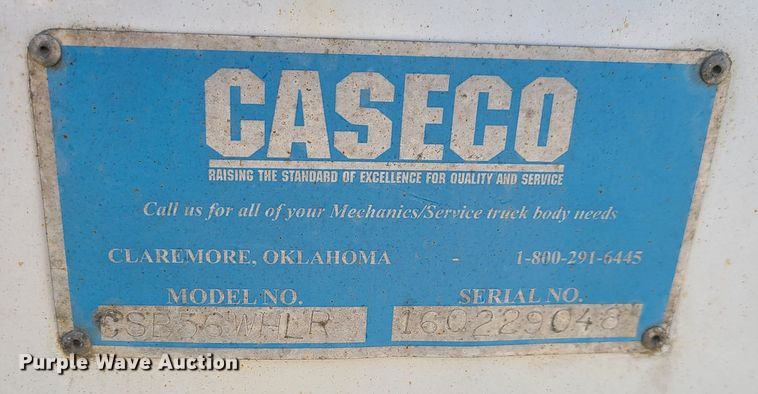 CASECO
RAISING THE STANDARD OF EXCELLENCE FOR QUALITY AND SERVICE
Call us for all of your Mechanics/Service truck body needs
CLAREMORE, OKLAHOMA - 1-800-291-6445
MODEL NO. SERIAL NO.
160229048
Purple Wave Auction